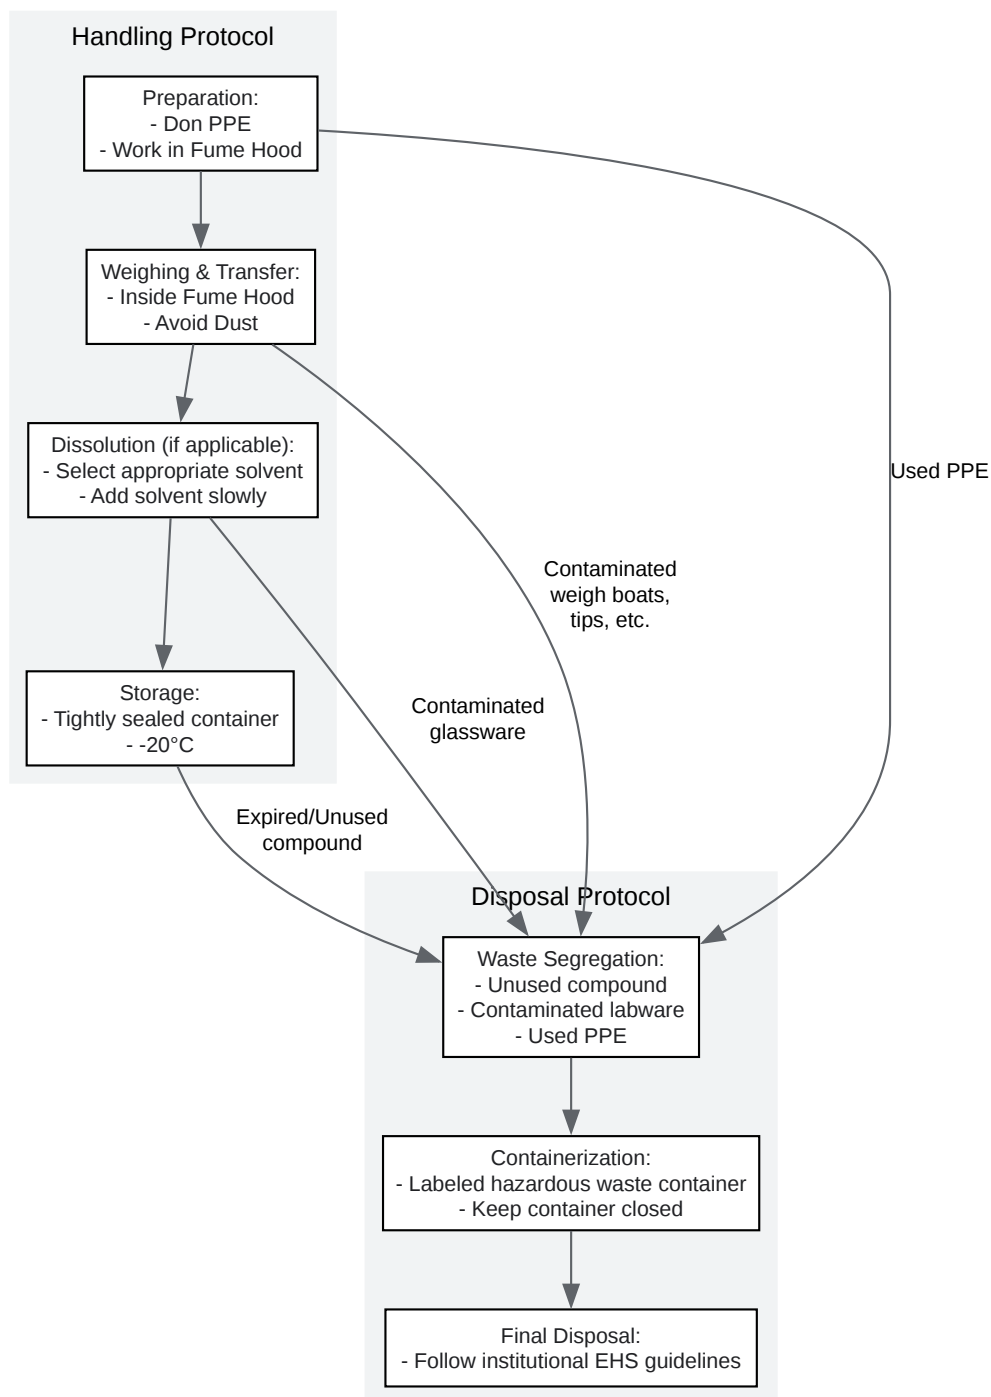 Handling Protocol
Preparation:
- Don PPE
- Work in Fume Hood
Weighing & Transfer:
- Inside Fume Hood
- Avoid Dust
Dissolution (if applicable):
- Select appropriate solvent
- Add solvent slowly
Used PPE
Contaminated
weigh boats,
tips, etc.
Storage:
- Tightly sealed container
- -20°C
Contaminated
glassware
Expired/Unused
compound
Disposal Protocol
Waste Segregation:
- Unused compound
- Contaminated labware
- Used PPE
Containerization:
- Labeled hazardous waste container
- Keep container closed
Final Disposal:
- Follow institutional EHS guidelines